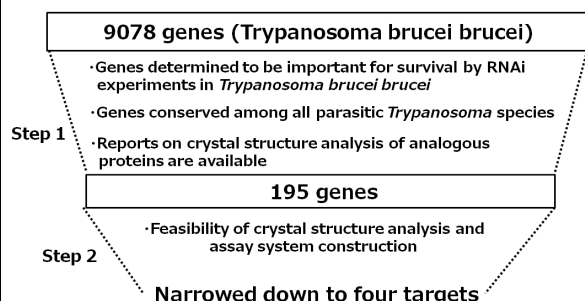 9078 genes (Trypanosoma brucei brucei)
・Genes determined to be important for survival by RNAi
experiments in Trypanosoma brucei brucei
・Genes conserved among all parasitic Trypanosoma species
Step 1
・Reports on crystal structure analysis of analogous
proteins are available
195 genes
・Feasibility of crystal structure analysis and
assay system construction
Step 2
Narrowed down to four targets